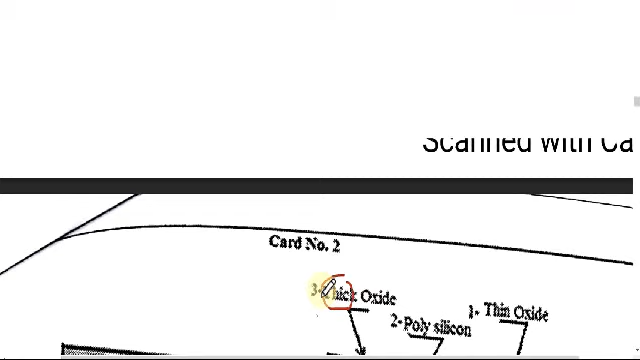 Scanned with Ca
Card No. 2
3-Thick Oxide
1- Thin Oxide
2-Poly silicon